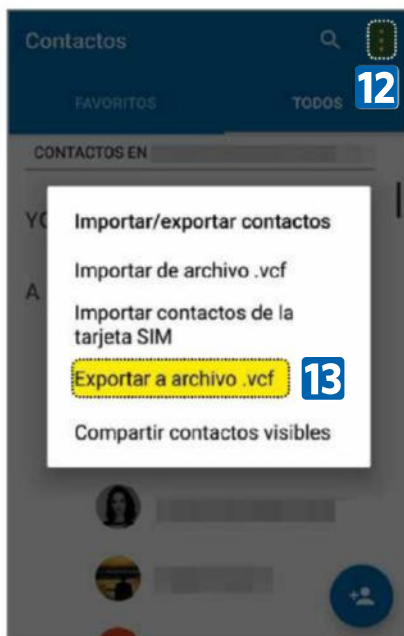 Contactos
12
FAVORITOS
TODOS
CONTACTOS EN
YO
Importar/exportar contactos
Importar de archivo .vcf
A
Importar contactos de la
tarjeta SIM
Exportar a archivo .vcf
13
Compartir contactos visibles